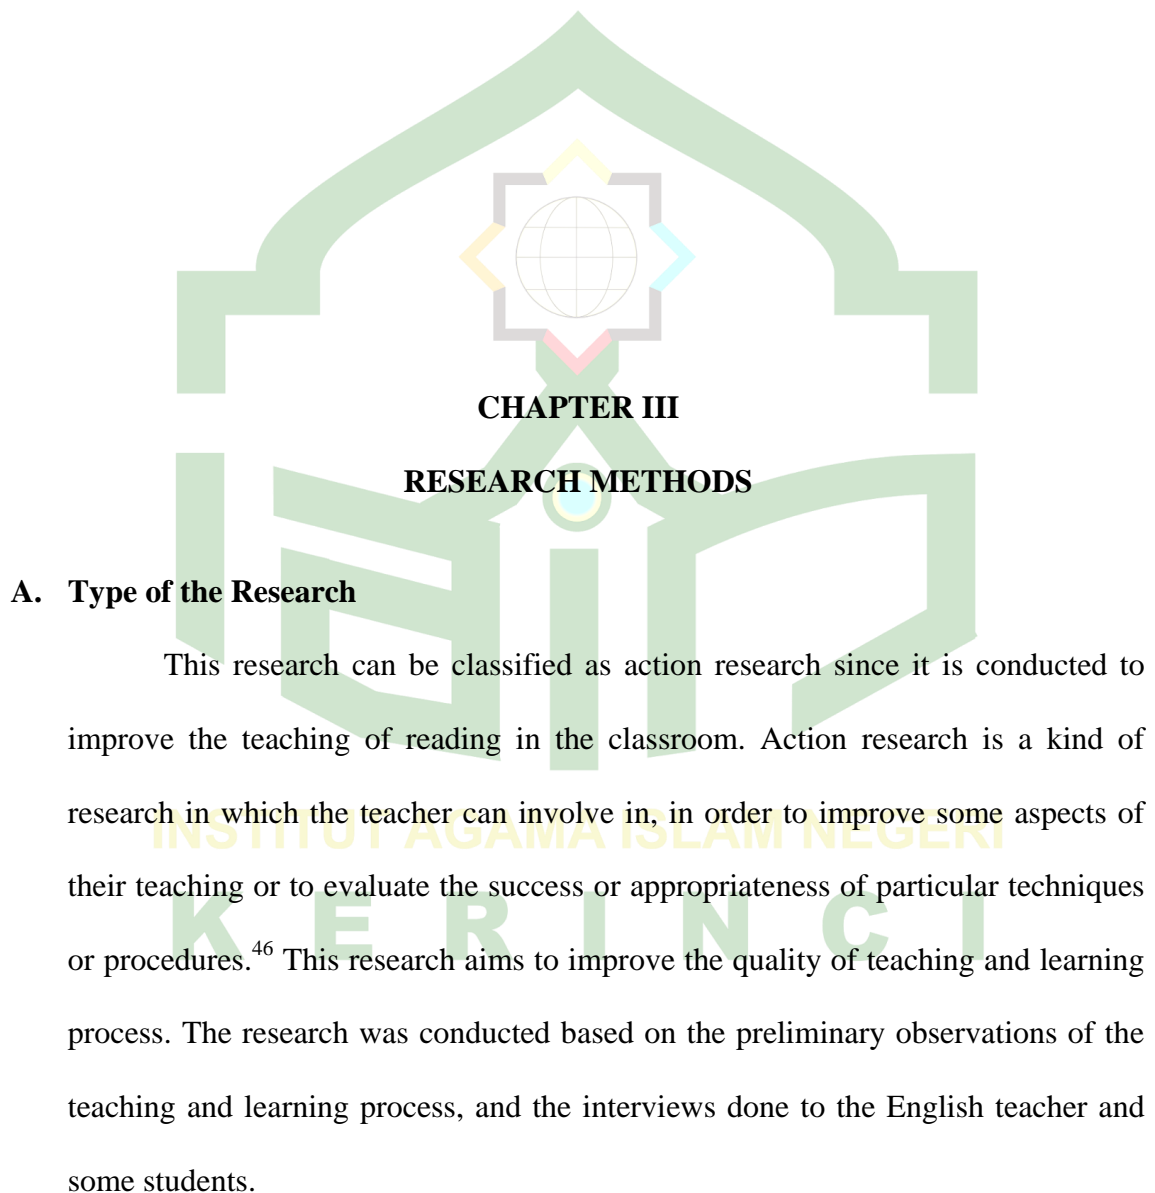 CHAPTER III
RESEARCH METHODS
A. Type of the Research
This research can be classified as action research since it is conducted to
improve the teaching of reading in the classroom. Action research is a kind of
research in which the teacher can involve in, in order to improve some aspects of
INSTITUT AGAMA ISLAM NEGERI
their teaching or to evaluate the success or appropriateness of particular techniques
KERINCI
or procedures.46 This research aims to improve the quality of teaching and learning
process. The research was conducted based on the preliminary observations of the
teaching and learning process, and the interviews done to the English teacher and
some students.